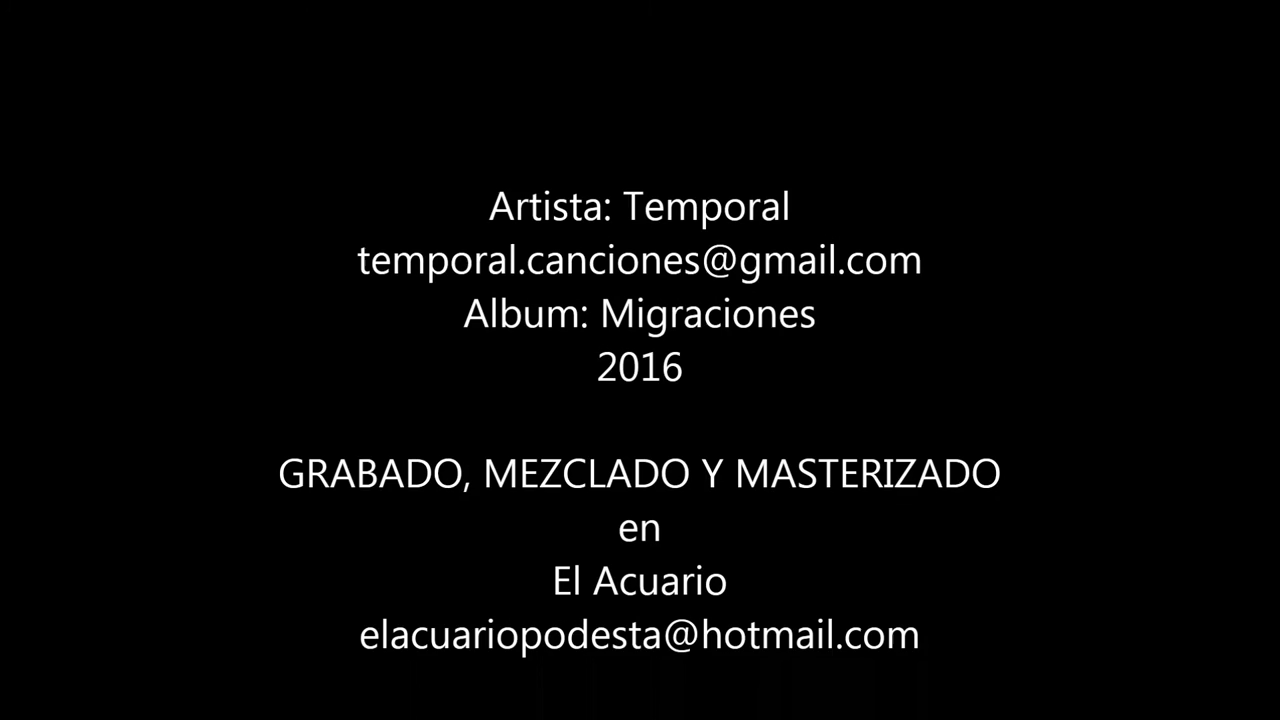 Artista: Temporal
temporal.canciones@gmail.com
Album: Migraciones
2016
GRABADO, MEZCLADO Y MASTERIZADO
en
El Acuario
elacuariopodesta@hotmail.com